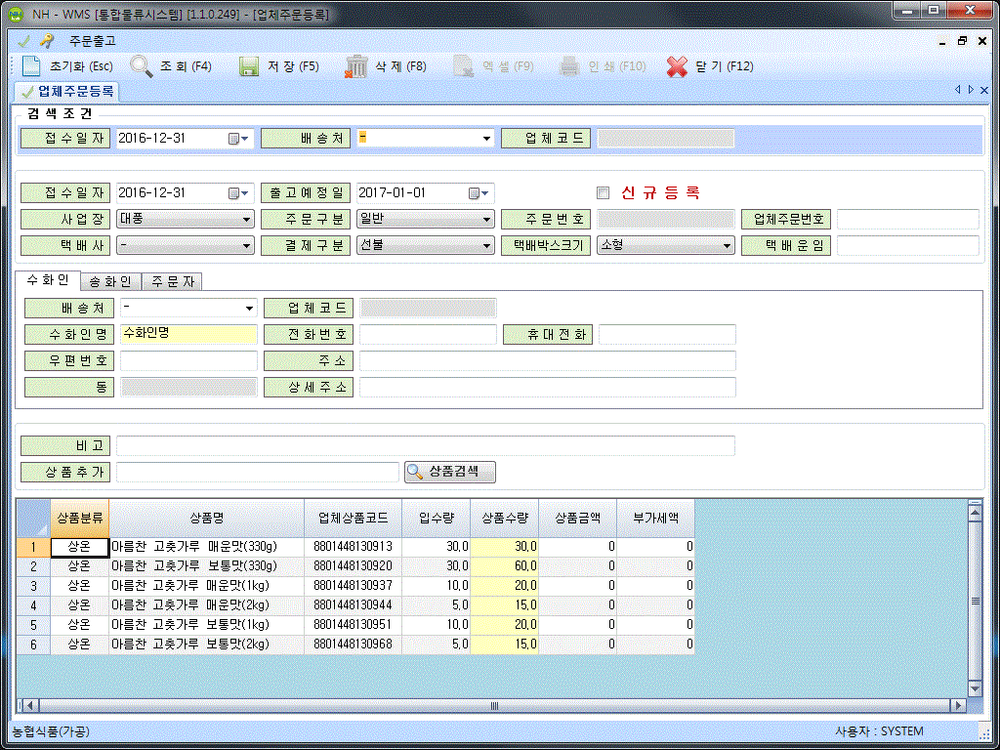 NH - WMS [통합물류시스템] [1.1.0.249] - [업체주문등록]
주문출고
초기화 (Esc) 조 회 (F4) 저 장 (F5) 삭 제 (F8) 엑 셀 (F9) 인 쇄 (F10) 닫 기 (F12)
업체주문등록
검 색 조 건
접 수 일 자 2016-12-31 배 송 처 - 업 체 코 드
접 수 일 자 2016-12-31 출 고 예 정 일 2017-01-01 신 규 등 록
사 업 장 대풍 주 문 구 분 일반 주 문 번 호 업체주문번호
택 배 사 - 결 제 구 분 선불 택배박스크기 소형 택 배 운 임
수 화 인 송 화 인 주 문 자
배 송 처 - 업 체 코 드
수 화 인 명 수화인명 전 화 번 호 휴 대 전 화
우 편 번 호 주 소
동 상 세 주 소
비 고
상 품 추 가 상품검색
상품분류 상품명 업체상품코드 입수량 상품수량 상품금액 부가세액
1 상온 아름찬 고춧가루 매운맛(330g) 8801448130913 30,0 30,0 0 0
2 상온 아름찬 고춧가루 보통맛(330g) 8801448130920 30,0 60,0 0 0
3 상온 아름찬 고춧가루 매운맛(1kg) 8801448130937 10,0 20,0 0 0
4 상온 아름찬 고춧가루 매운맛(2kg) 8801448130944 5,0 15,0 0 0
5 상온 아름찬 고춧가루 보통맛(1kg) 8801448130951 10,0 20,0 0 0
6 상온 아름찬 고춧가루 보통맛(2kg) 8801448130968 5,0 15,0 0 0
농협식품(가공) 사용자 : SYSTEM